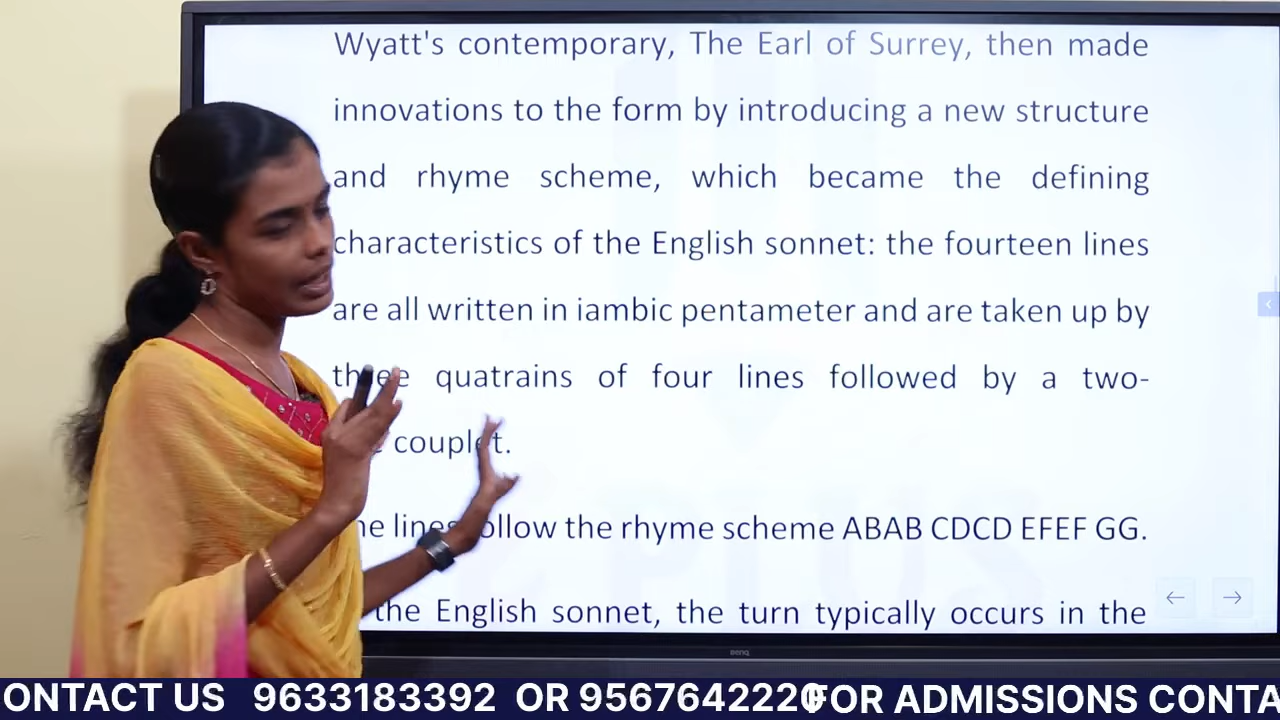 Wyatt's contemporary, The Earl of Surrey, then made
innovations to the form by introducing a new structure
and rhyme scheme, which became the defining
characteristics of the English sonnet: the fourteen lines
are all written in iambic pentameter and are taken up by
three quatrains of four lines followed by a two-
couplet.
lines follow the rhyme scheme ABAB CDCD EFEF GG.
the English sonnet, the turn typically occurs in the
BenQ
ONTACT US 9633183392 OR 9567642220 FOR ADMISSIONS CONTA